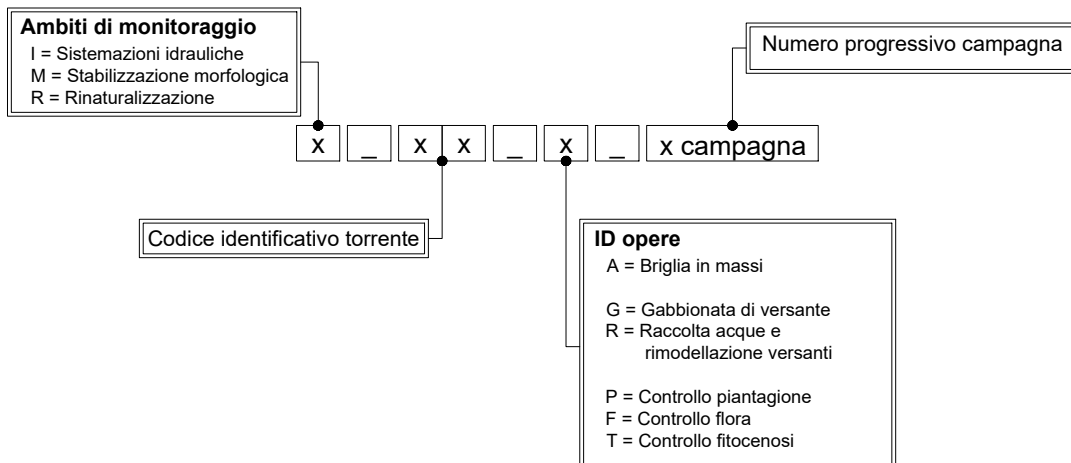 Ambiti di monitoraggio
I = Sistemazioni idrauliche
M = Stabilizzazione morfologica
R = Rinaturalizzazione
Numero progressivo campagna
x _ x x _ x _ x campagna
Codice identificativo torrente
ID opere
A = Briglia in massi
G = Gabbionata di versante
R = Raccolta acque e
rimodellazione versanti
P = Controllo piantagione
F = Controllo flora
T = Controllo fitocenosi